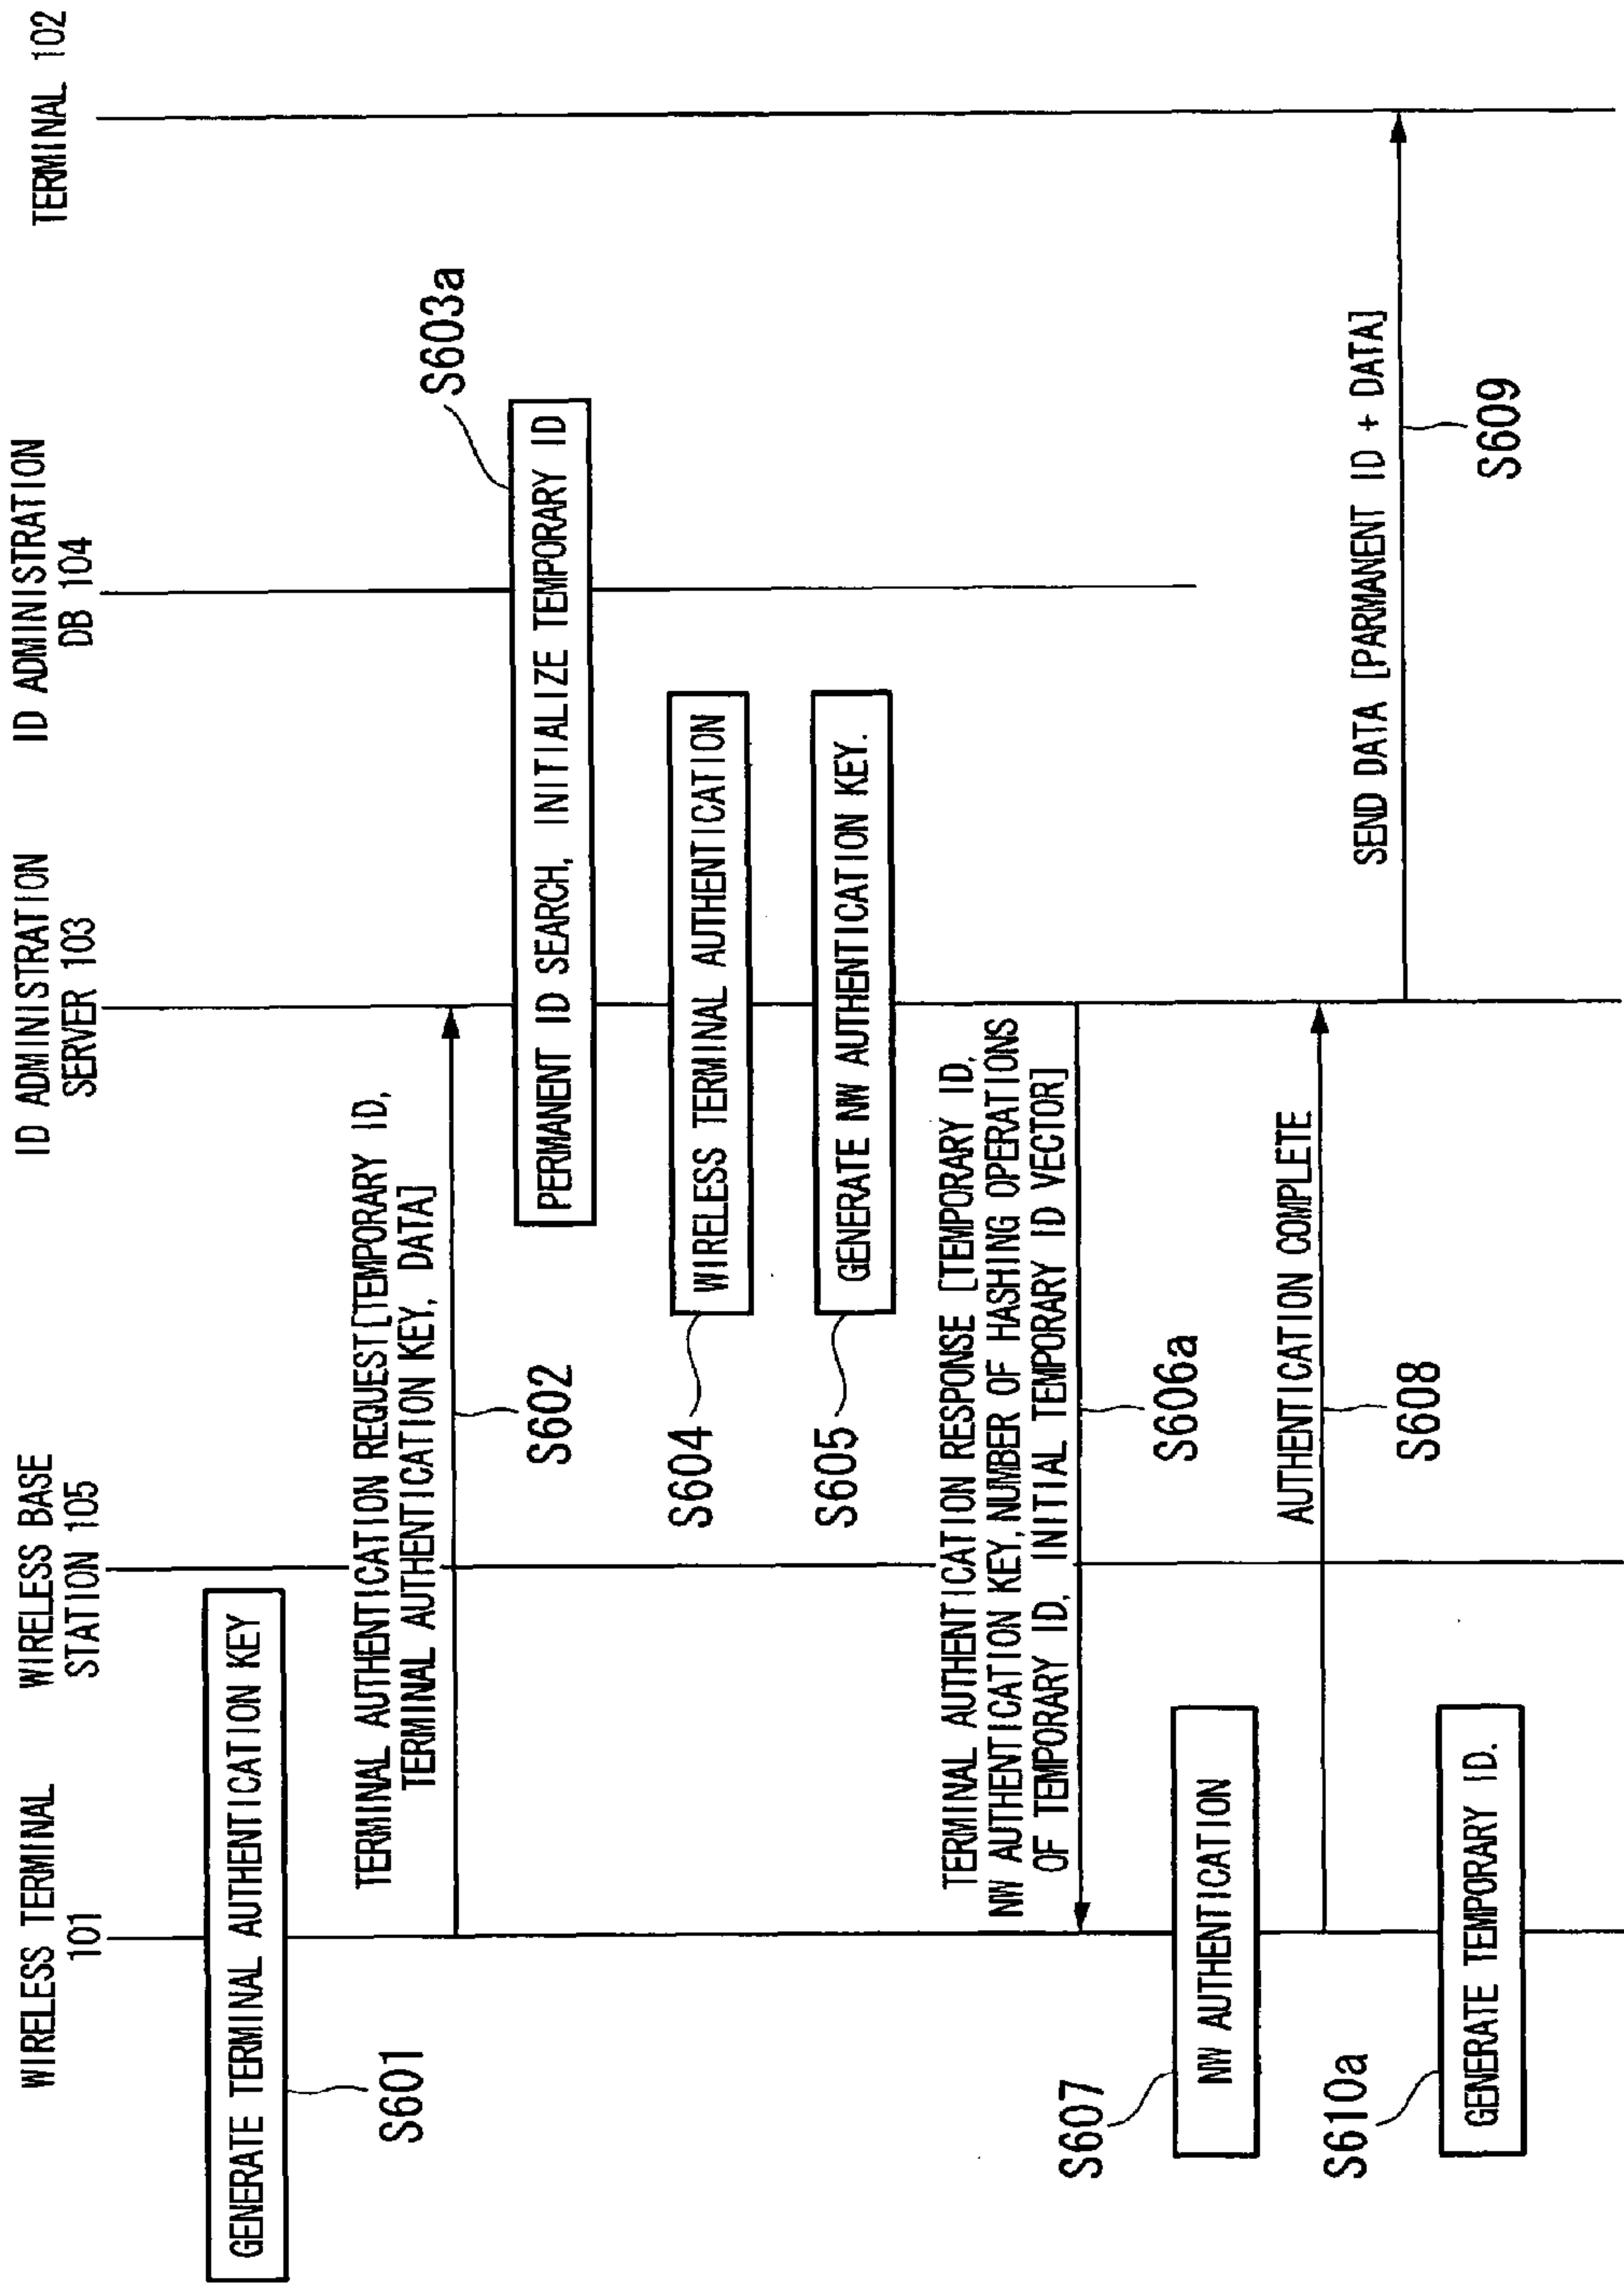 WIRELESS TERMINAL
101
WIRELESS BASE
STATION 105
ID ADMINISTRATION
SERVER 103
ID ADMINISTRATION
DB 104
TERMINAL 102
GENERATE TERMINAL AUTHENTICATION KEY
S601
TERMINAL AUTHENTICATION REQUEST[TEMPORARY ID,
TERMINAL AUTHENTICATION KEY, DATA]
S602
PERMANENT ID SEARCH, INITIALIZE TEMPORARY ID
S603a
WIRELESS TERMINAL AUTHENTICATION
S604
GENERATE NW AUTHENTICATION KEY.
S605
TERMINAL AUTHENTICATION RESPONSE [TEMPORARY ID,
NW AUTHENTICATION KEY, NUMBER OF HASHING OPERATIONS
OF TEMPORARY ID, INITIAL TEMPORARY ID VECTOR]
S606a
NW AUTHENTICATION
S607
AUTHENTICATION COMPLETE
S608
SEND DATA [PARMANENT ID + DATA]
S609
GENERATE TEMPORARY ID.
S610a